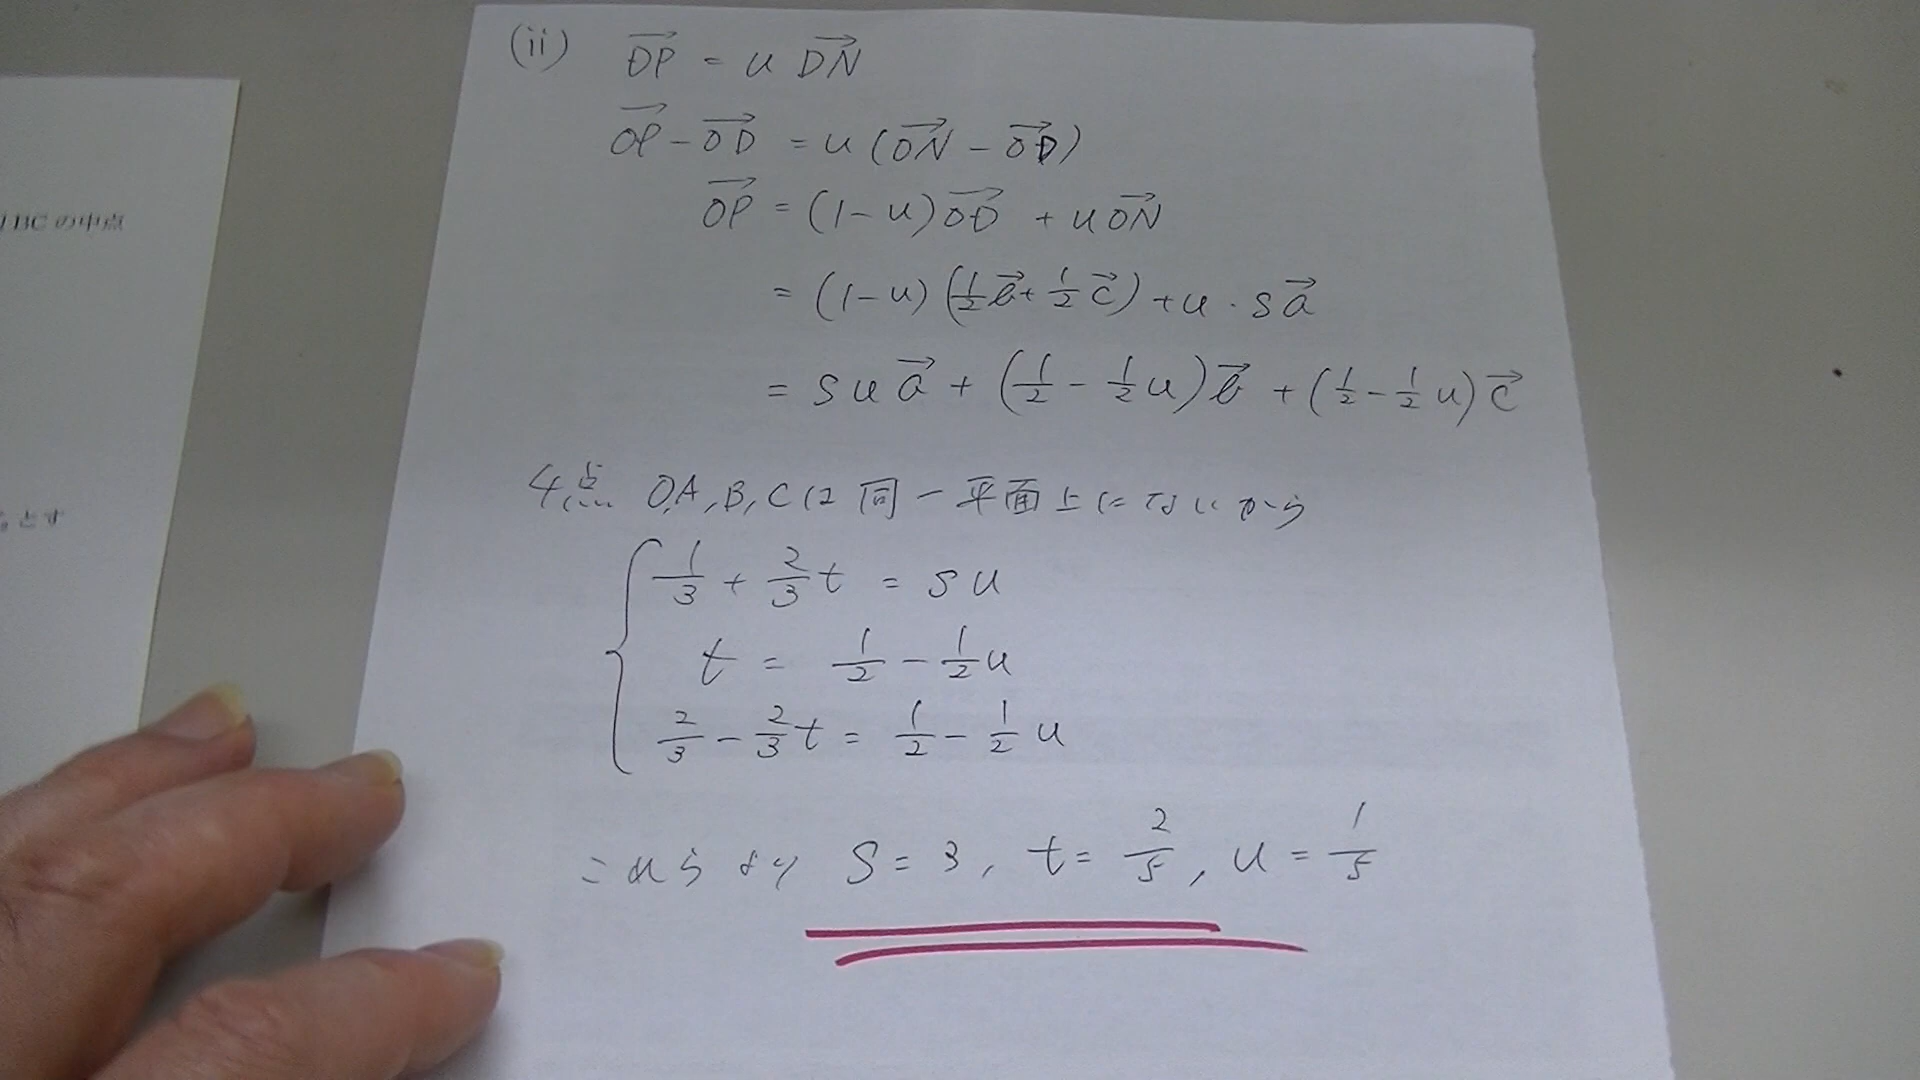 BCの中点
とす
(ii) $\overrightarrow{DP} = u\overrightarrow{DN}$
$\overrightarrow{OP} - \overrightarrow{OD} = u(\overrightarrow{ON} - \overrightarrow{OD})$
$\overrightarrow{OP} = (1-u)\overrightarrow{OD} + u\overrightarrow{ON}$
$= (1-u)(\frac{1}{2}\vec{b} + \frac{1}{2}\vec{c}) + u \cdot s\vec{a}$
$= su\vec{a} + (\frac{1}{2} - \frac{1}{2}u)\vec{b} + (\frac{1}{2} - \frac{1}{2}u)\vec{c}$
4点 O,A,B,Cは同一平面上にないから
$\frac{1}{3} + \frac{2}{3}t = su$
$t = \frac{1}{2} - \frac{1}{2}u$
$\frac{2}{3} - \frac{2}{3}t = \frac{1}{2} - \frac{1}{2}u$
これらより $s = 3, t = \frac{2}{5}, u = \frac{1}{5}$